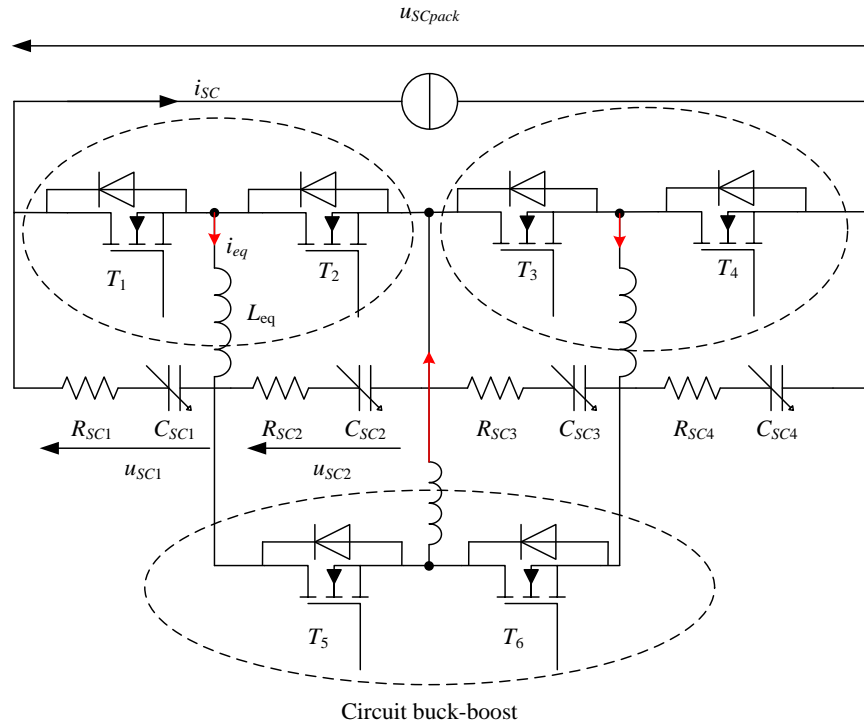 u_SCpack
i_SC
T_1
i_eq
T_2
T_3
T_4
L_eq
R_SC1
C_SC1
R_SC2
C_SC2
R_SC3
C_SC3
R_SC4
C_SC4
u_SC1
u_SC2
T_5
T_6
Circuit buck-boost